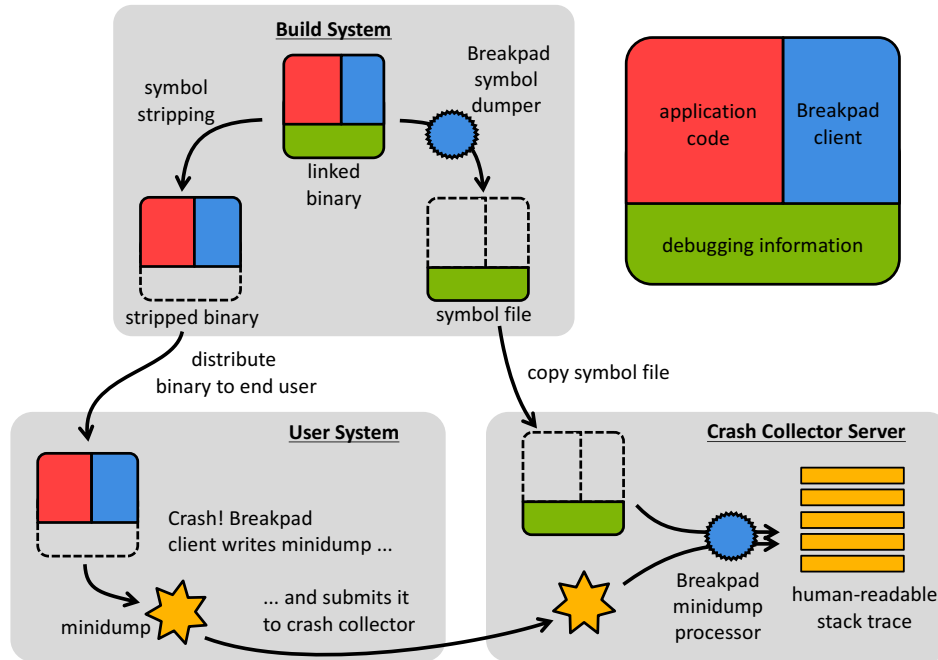 Build System
symbol
stripping
Breakpad
symbol
dumper
linked
binary
stripped binary
symbol file
application
code
Breakpad
client
debugging information
distribute
binary to end user
copy symbol file
User System
Crash! Breakpad
client writes minidump ...
minidump
... and submits it
to crash collector
Crash Collector Server
Breakpad
minidump
processor
human-readable
stack trace